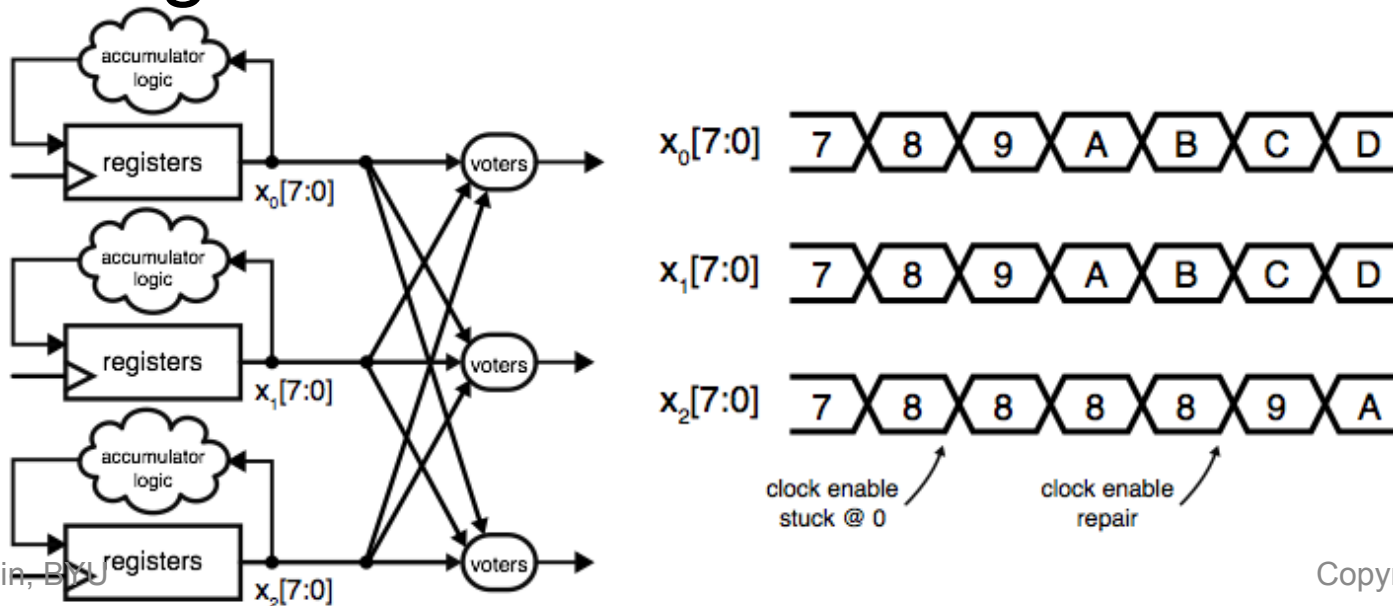 accumulator
logic
registers
x₀[7:0]
voters
accumulator
logic
registers
x₁[7:0]
voters
accumulator
logic
registers
x₂[7:0]
voters
x₀[7:0] 7 8 9 A B C D
x₁[7:0] 7 8 9 A B C D
x₂[7:0] 7 8 8 8 8 9 A
clock enable
stuck @ 0
clock enable
repair
BYU